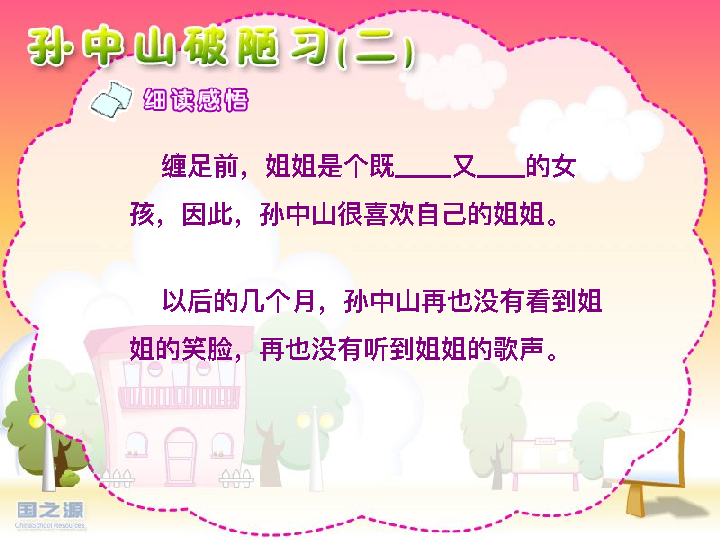 孙中山破陋习(二)
细读感悟
缠足前，姐姐是个既____又____的女
孩，因此，孙中山很喜欢自己的姐姐。
以后的几个月，孙中山再也没有看到姐
姐的笑脸，再也没有听到姐姐的歌声。
国之源